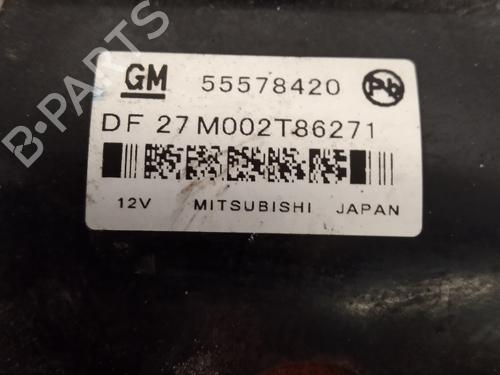 GM 55578420 Pb
DF 27 M002T86271
12V MITSUBISHI JAPAN
B-PARTS